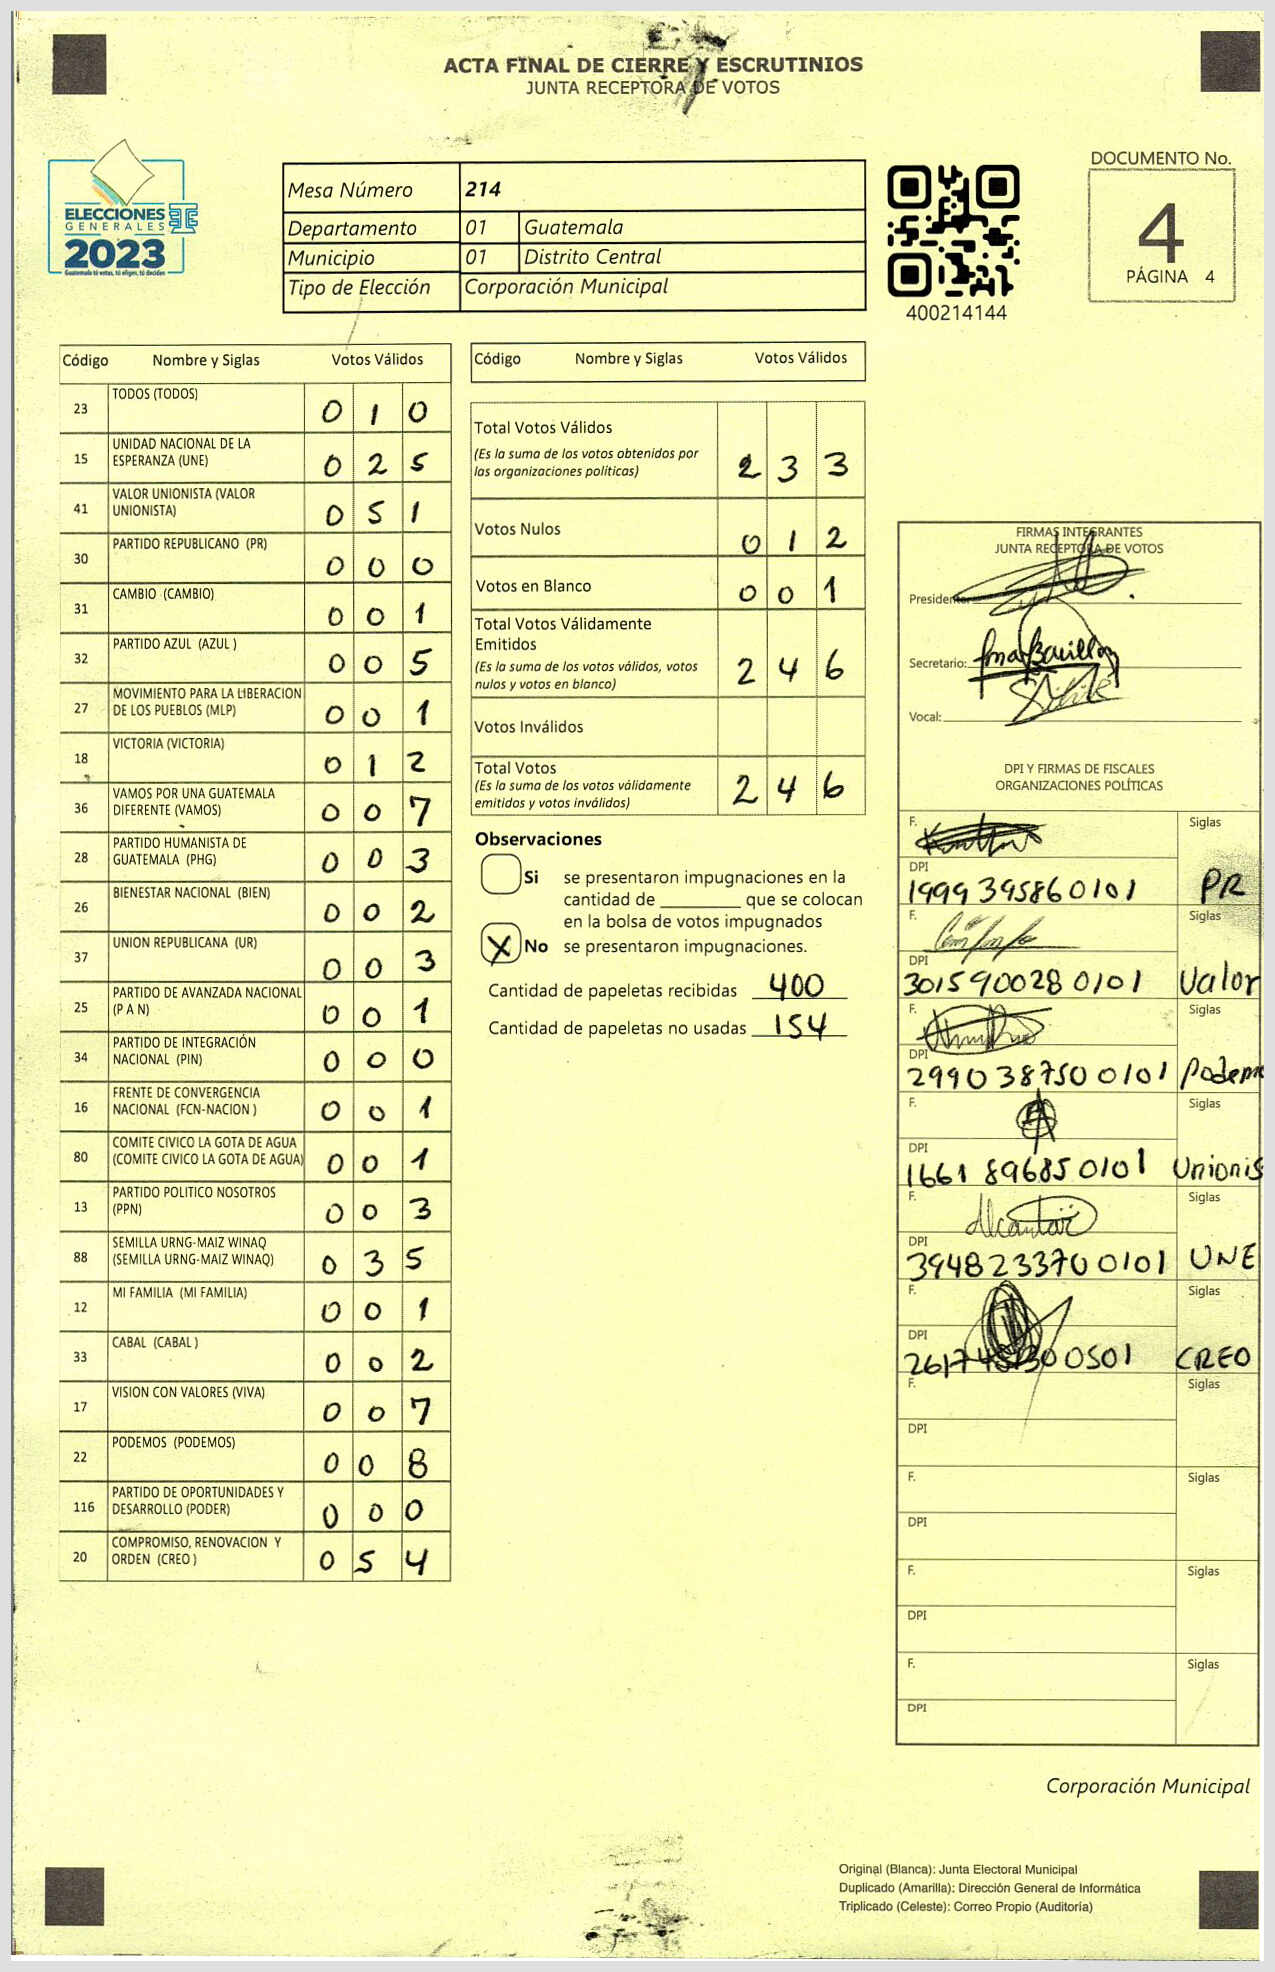 ACTA FINAL DE CIERRE Y ESCRUTINIOS
JUNTA RECEPTORA DE VOTOS
ELECCIONES
GENERALES
2023
Guatemala tú votas, tú eliges, tú decides
Mesa Número 214
Departamento 01 Guatemala
Municipio 01 Distrito Central
Tipo de Elección Corporación Municipal
400214144
DOCUMENTO No.
4
PÁGINA 4
Código Nombre y Siglas Votos Válidos
23 TODOS (TODOS) 0 1 0
15 UNIDAD NACIONAL DE LA
ESPERANZA (UNE) 0 2 5
41 VALOR UNIONISTA (VALOR
UNIONISTA) 0 5 1
30 PARTIDO REPUBLICANO (PR) 0 0 0
31 CAMBIO (CAMBIO) 0 0 1
32 PARTIDO AZUL (AZUL ) 0 0 5
27 MOVIMIENTO PARA LA LIBERACION
DE LOS PUEBLOS (MLP) 0 0 1
18 VICTORIA (VICTORIA) 0 1 2
36 VAMOS POR UNA GUATEMALA
DIFERENTE (VAMOS) 0 0 7
28 PARTIDO HUMANISTA DE
GUATEMALA (PHG) 0 0 3
26 BIENESTAR NACIONAL (BIEN) 0 0 2
37 UNION REPUBLICANA (UR) 0 0 3
25 PARTIDO DE AVANZADA NACIONAL
(P A N) 0 0 1
34 PARTIDO DE INTEGRACIÓN
NACIONAL (PIN) 0 0 0
16 FRENTE DE CONVERGENCIA
NACIONAL (FCN-NACION ) 0 0 1
80 COMITE CIVICO LA GOTA DE AGUA
(COMITE CIVICO LA GOTA DE AGUA) 0 0 1
13 PARTIDO POLITICO NOSOTROS
(PPN) 0 0 3
88 SEMILLA URNG-MAIZ WINAQ
(SEMILLA URNG-MAIZ WINAQ) 0 3 5
12 MI FAMILIA (MI FAMILIA) 0 0 1
33 CABAL (CABAL ) 0 0 2
17 VISION CON VALORES (VIVA) 0 0 7
22 PODEMOS (PODEMOS) 0 0 8
116 PARTIDO DE OPORTUNIDADES Y
DESARROLLO (PODER) 0 0 0
20 COMPROMISO, RENOVACION Y
ORDEN (CREO ) 0 5 4
Código Nombre y Siglas Votos Válidos
Total Votos Válidos
(Es la suma de los votos obtenidos por
las organizaciones políticas) 2 3 3
Votos Nulos 0 1 2
Votos en Blanco 0 0 1
Total Votos Válidamente
Emitidos
(Es la suma de los votos válidos, votos
nulos y votos en blanco) 2 4 6
Votos Inválidos
Total Votos
(Es la suma de los votos válidamente
emitidos y votos inválidos) 2 4 6
Observaciones
Si se presentaron impugnaciones en la
cantidad de ________ que se colocan
en la bolsa de votos impugnados
X No se presentaron impugnaciones.
Cantidad de papeletas recibidas 400
Cantidad de papeletas no usadas 154
FIRMAS INTEGRANTES
JUNTA RECEPTORA DE VOTOS
Presidente:
Secretario:
Vocal:
DPI Y FIRMAS DE FISCALES
ORGANIZACIONES POLÍTICAS
F. Siglas
DPI
1999 39586 0101 PR
F. Siglas
DPI
3015 90028 0101 Valor
F. Siglas
DPI
2990 38750 0101 Podem
F. Siglas
DPI
1661 89685 0101 Unionis
F. Siglas
DPI
3948 23370 0101 UNE
F. Siglas
DPI
0501 CREO
F. Siglas
DPI
F. Siglas
DPI
F. Siglas
DPI
F. Siglas
DPI
Corporación Municipal
Original (Blanca): Junta Electoral Municipal
Duplicado (Amarilla): Dirección General de Informática
Triplicado (Celeste): Correo Propio (Auditoría)